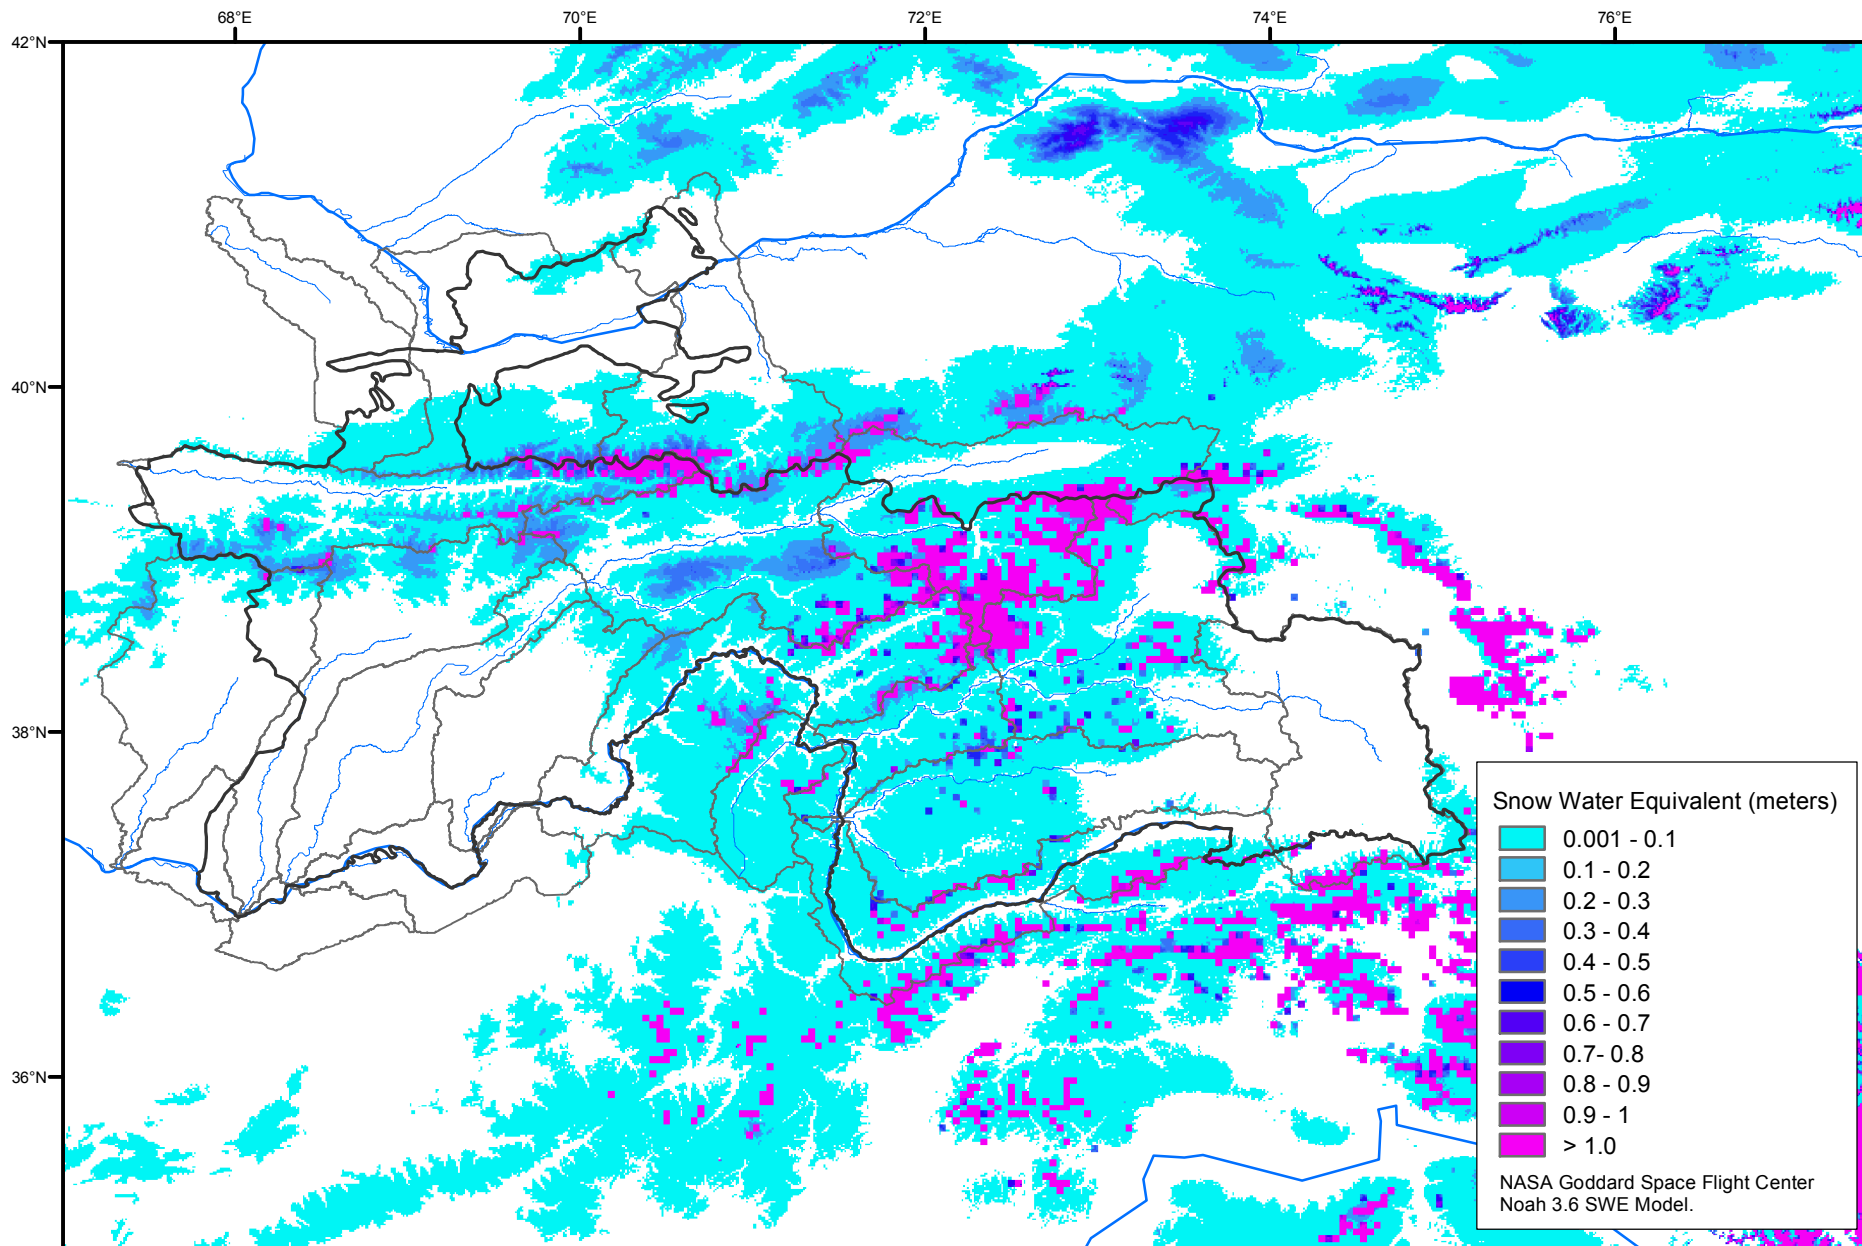 68°E
70°E
72°E
74°E
76°E
42°N
40°N
38°N
36°N
Snow Water Equivalent (meters)
0.001 - 0.1
0.1 - 0.2
0.2 - 0.3
0.3 - 0.4
0.4 - 0.5
0.5 - 0.6
0.6 - 0.7
0.7- 0.8
0.8 - 0.9
0.9 - 1
> 1.0
NASA Goddard Space Flight Center
Noah 3.6 SWE Model.